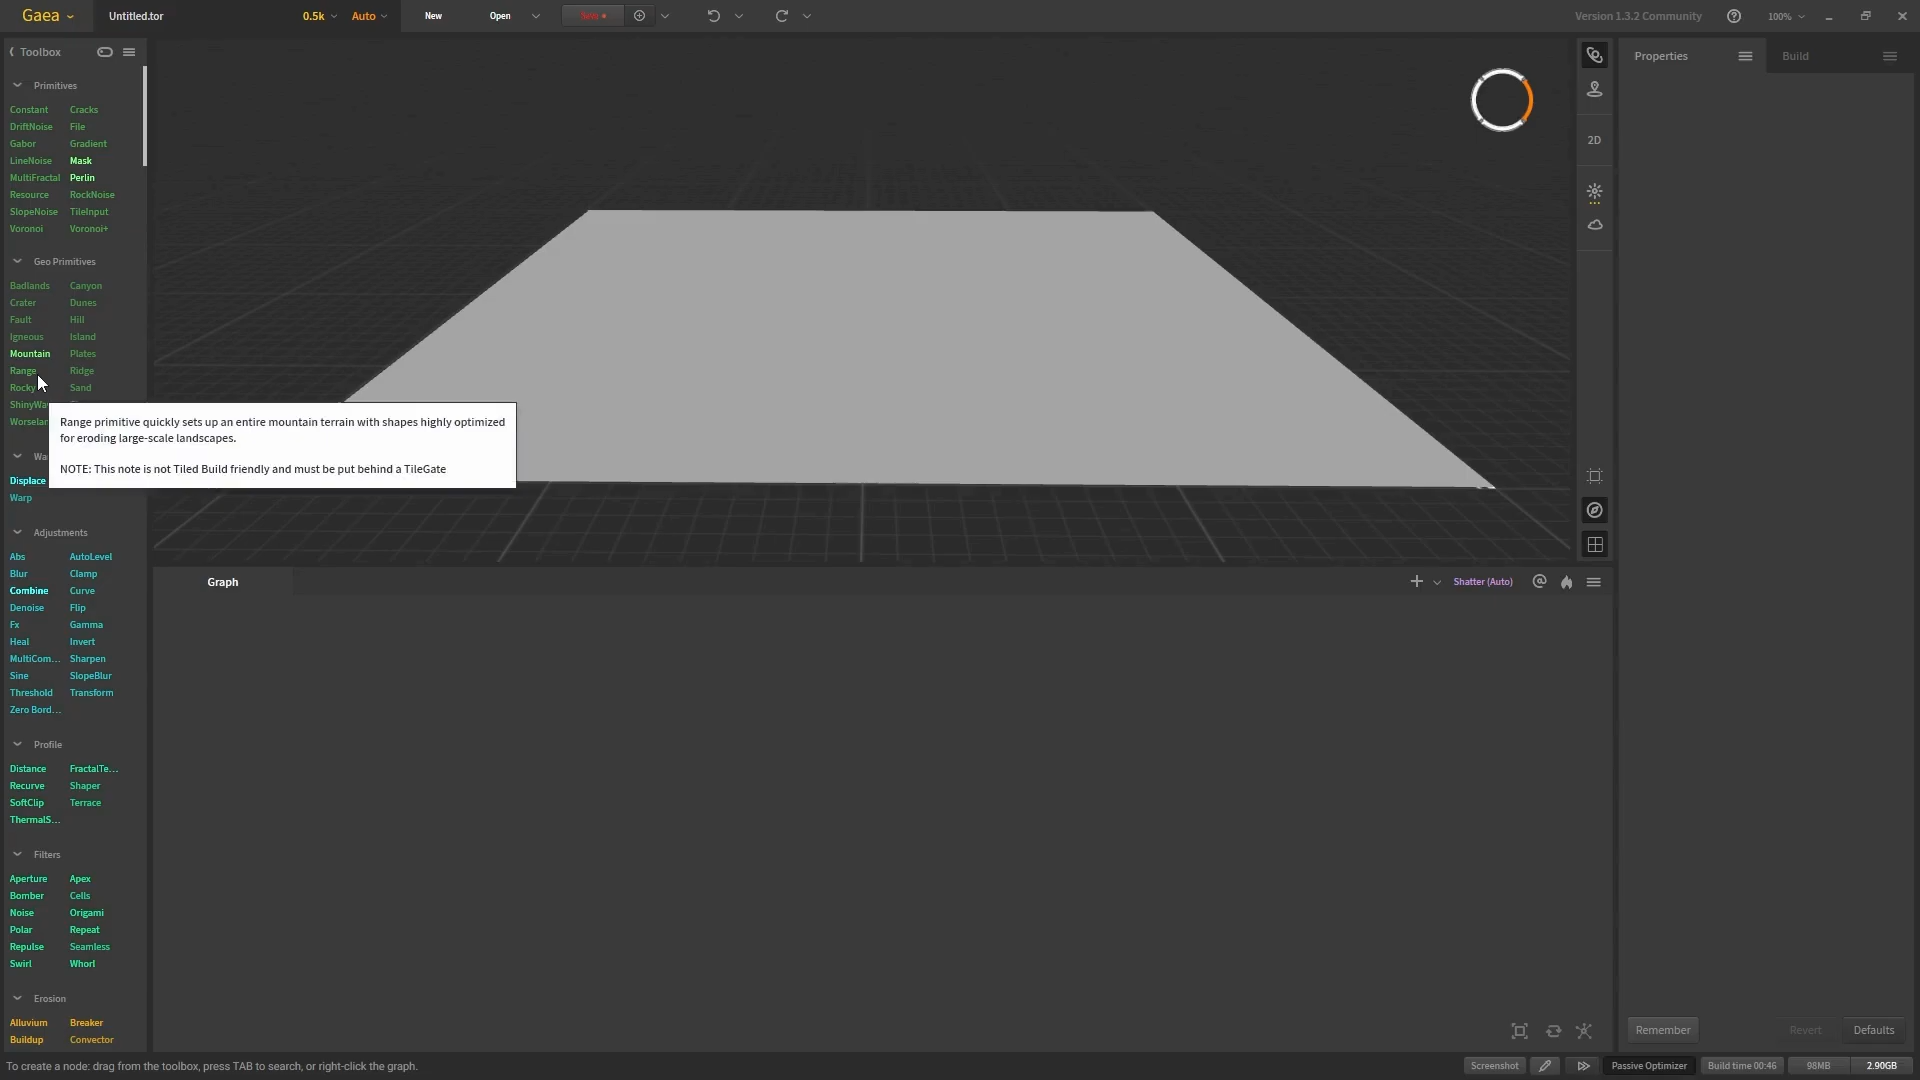 Gaea
Untitled.tor
0.5k
Auto
New
Open
Version 1.3.2 Community
100%
Toolbox
Primitives
Constant Cracks
DriftNoise File
Gabor Gradient
LineNoise Mask
MultiFractal Perlin
Resource RockNoise
SlopeNoise TileInput
Voronoi Voronoi+
Geo Primitives
Badlands Canyon
Crater Dunes
Fault Hill
Igneous Island
Mountain Plates
Range Ridge
Rocky Sand
ShinyWa
Worselan
Range primitive quickly sets up an entire mountain terrain with shapes highly optimized
for eroding large-scale landscapes.
NOTE: This note is not Tiled Build friendly and must be put behind a TileGate
Wa
Displace
Warp
Adjustments
Abs AutoLevel
Blur Clamp
Combine Curve
Denoise Flip
Fx Gamma
Heal Invert
MultiCom... Sharpen
Sine SlopeBlur
Threshold Transform
Zero Bord...
Profile
Distance FractalTe...
Recurve Shaper
SoftClip Terrace
ThermalS...
Filters
Aperture Apex
Bomber Cells
Noise Origami
Polar Repeat
Repulse Seamless
Swirl Whorl
Erosion
Alluvium Breaker
Buildup Convector
2D
Graph
Shatter (Auto)
Properties
Build
Remember
Revert
Defaults
To create a node: drag from the toolbox, press TAB to search, or right-click the graph.
Screenshot
Passive Optimizer
Build time 00:46
98MB
2.90GB